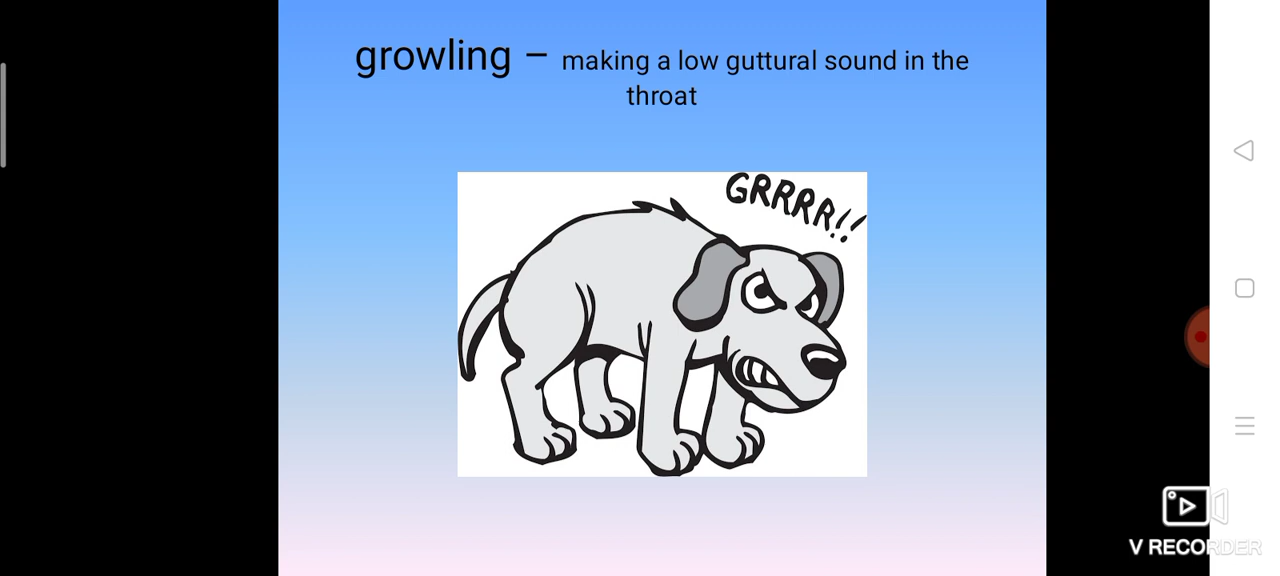 growling – making a low guttural sound in the
throat
GRRRR!!
V RECORDER